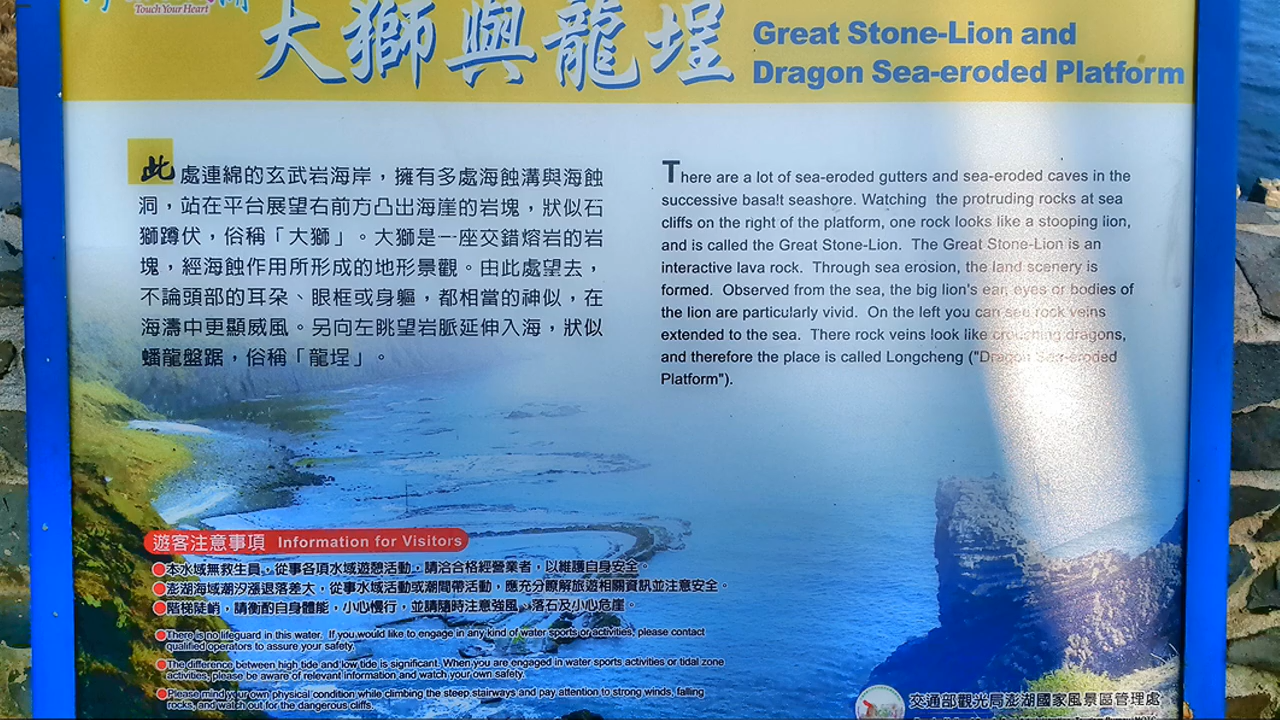 Touch Your Heart
大獅與龍埕
Great Stone-Lion and
Dragon Sea-eroded Platform
此處連綿的玄武岩海岸，擁有多處海蝕溝與海蝕
洞，站在平台展望右前方凸出海崖的岩塊，狀似石
獅蹲伏，俗稱「大獅」。大獅是一座交錯熔岩的岩
塊，經海蝕作用所形成的地形景觀。由此處望去，
不論頭部的耳朵、眼框或身軀，都相當的神似，在
海濤中更顯威風。另向左眺望岩脈延伸入海，狀似
蟠龍盤踞，俗稱「龍埕」。
There are a lot of sea-eroded gutters and sea-eroded caves in the
successive basalt seashore. Watching the protruding rocks at sea
cliffs on the right of the platform, one rock looks like a stooping lion,
and is called the Great Stone-Lion. The Great Stone-Lion is an
interactive lava rock. Through sea erosion, the land scenery is
formed. Observed from the sea, the big lion's ear, eyes or bodies of
the lion are particularly vivid. On the left you can see rock veins
extended to the sea. There rock veins look like crouching dragons,
and therefore the place is called Longcheng ("Dragon Sea-eroded
Platform").
遊客注意事項 Information for Visitors
●本水域無救生員，從事各項水域遊憩活動，請洽合格經營業者，以維護自身安全。
●澎湖海域潮汐漲退落差大，從事水域活動或潮間帶活動，應充分瞭解旅遊相關資訊並注意安全。
●階梯陡峭，請衡酌自身體能，小心慢行，並請隨時注意強風、落石及小心危崖。
●There is no lifeguard in this water. If you would like to engage in any kind of water sports or activities, please contact
qualified operators to assure your safety.
●The difference between high tide and low tide is significant. When you are engaged in water sports activities or tidal zone
activities, please be aware of relevant information and watch your own safety.
●Please mind your own physical condition while climbing the steep stairways and pay attention to strong winds, falling
rocks, and watch out for the dangerous cliffs.
交通部觀光局澎湖國家風景區管理處